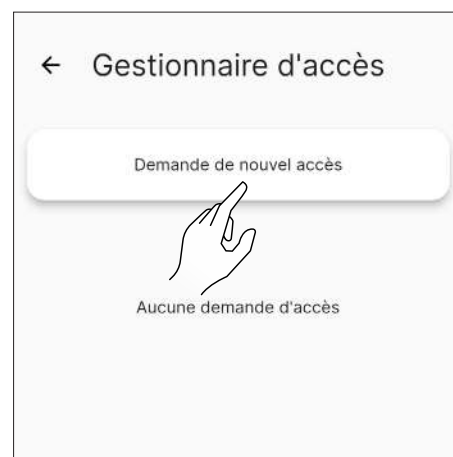 Gestionnaire d'accès
Demande de nouvel accès
Aucune demande d'accès